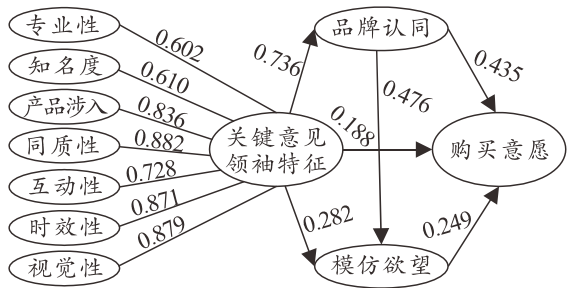 专业性
知名度
产品涉入
同质性
互动性
时效性
视觉性
0.602
0.610
0.836
0.882
0.728
0.871
0.879
关键意见
领袖特征
0.736
0.188
0.282
品牌认同
0.476
模仿欲望
0.435
0.249
购买意愿